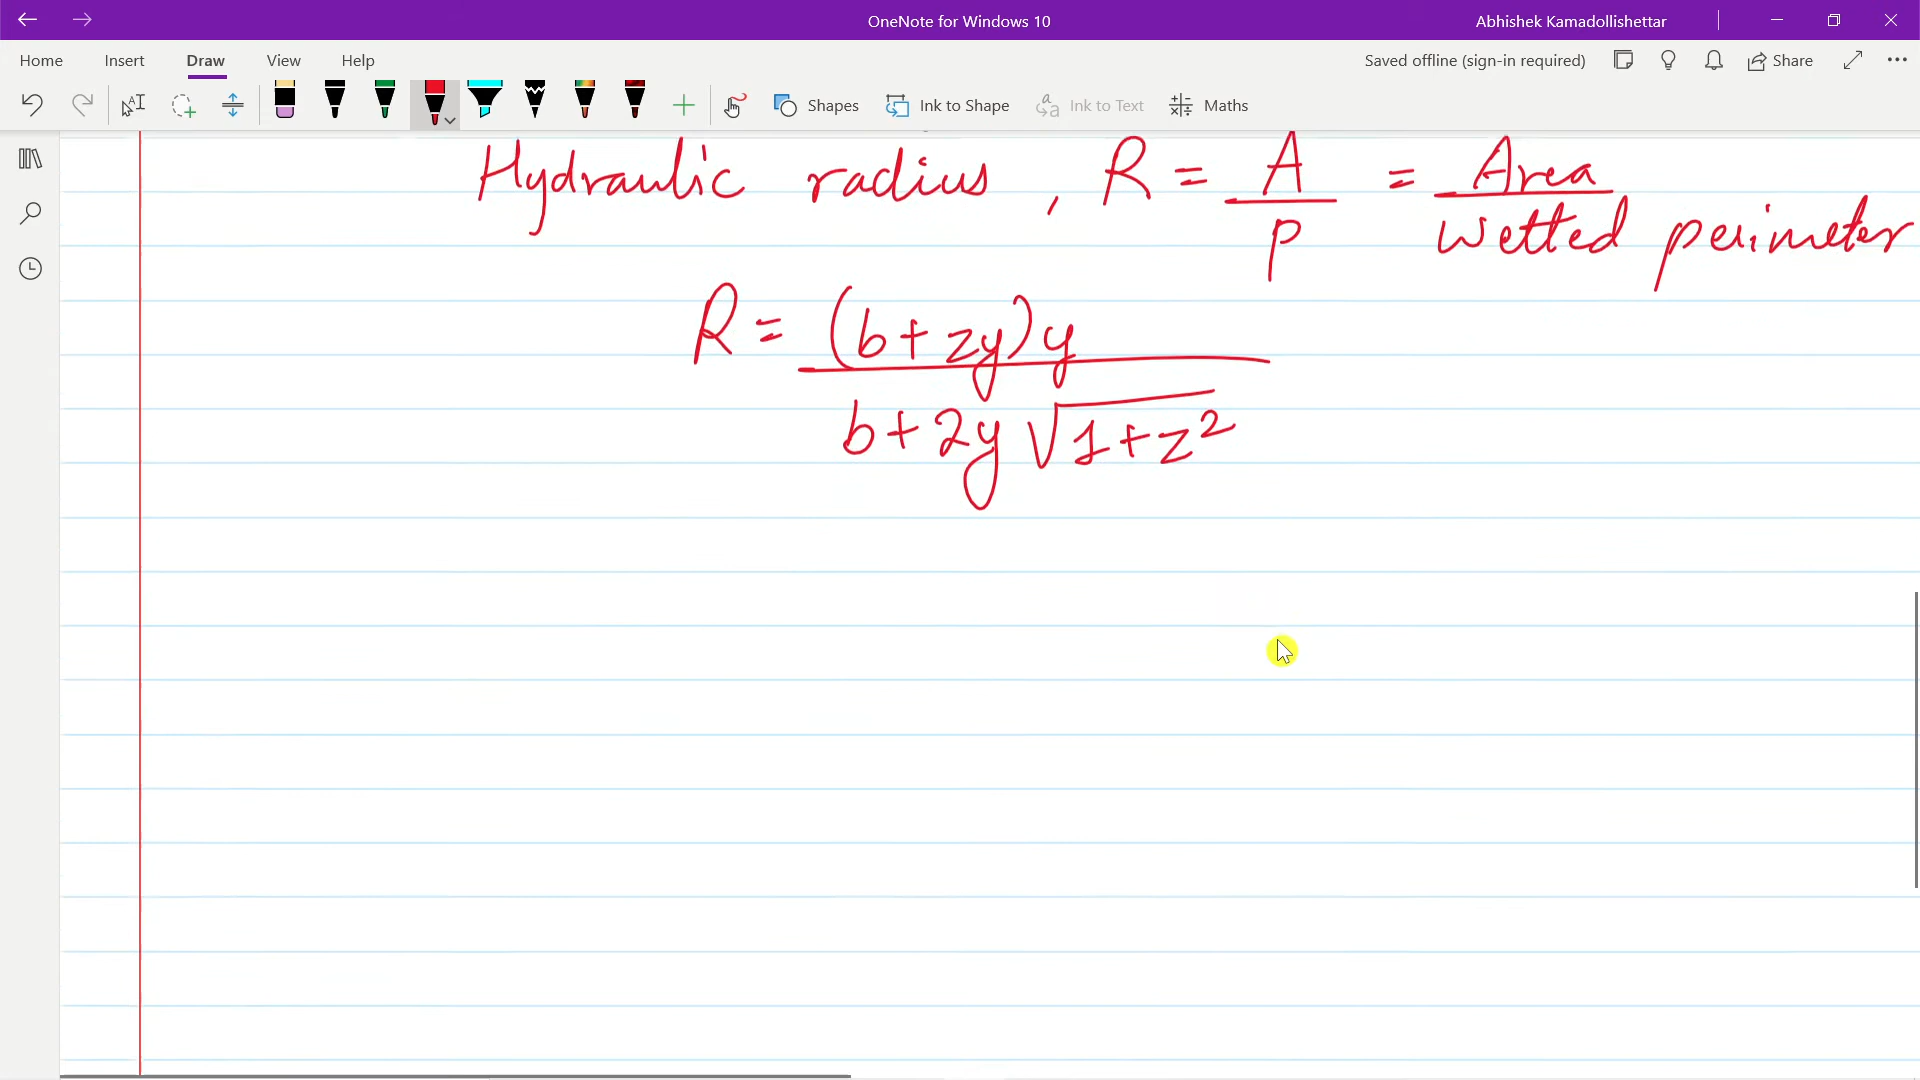 OneNote for Windows 10
Abhishek Kamadollishettar
Home Insert Draw View Help
Saved offline (sign-in required) Share
Shapes Ink to Shape Ink to Text Maths
Hydraulic radius, R = A/P = Area/Wetted perimeter
R = (b+zy)y
b+2y√1+z²